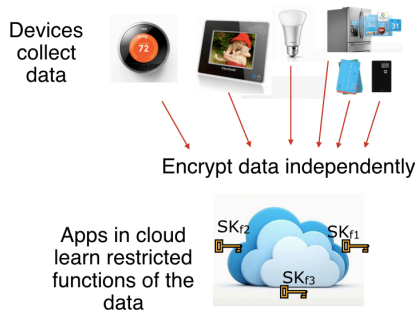 Devices
collect
data
72
31
Encrypt data independently
Apps in cloud
learn restricted
functions of the
data
SKf2
SKf1
SKf3